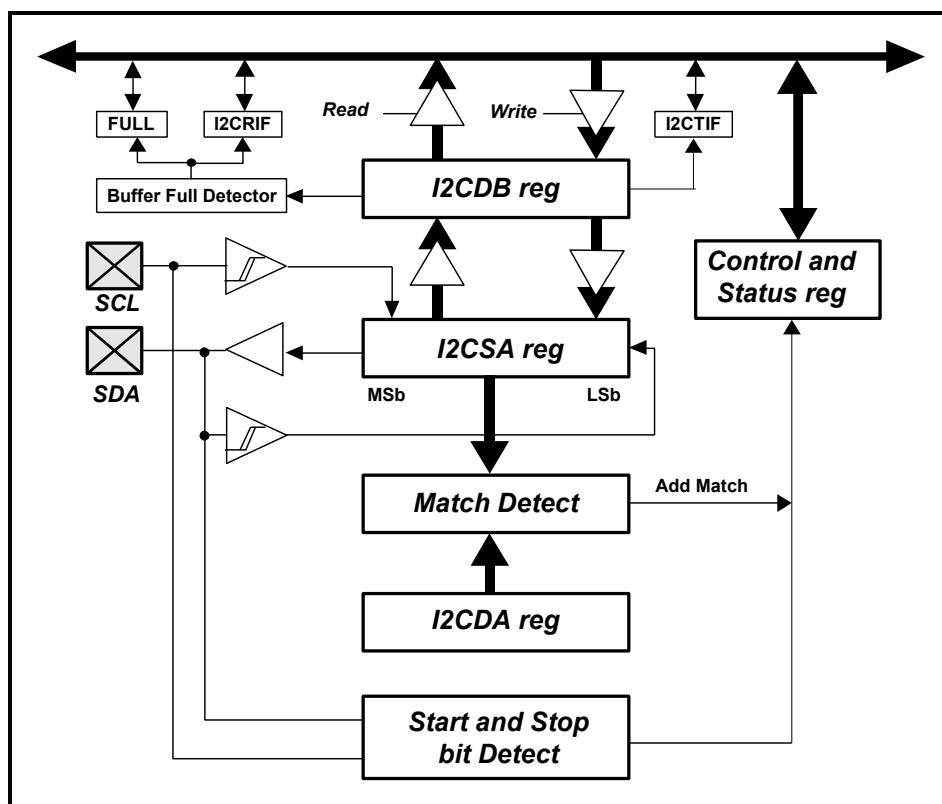 Read
Write
FULL
I2CRIF
I2CTIF
Buffer Full Detector
I2CDB reg
SCL
Control and
Status reg
SDA
I2CSA reg
MSb
LSb
Match Detect
Add Match
I2CDA reg
Start and Stop
bit Detect